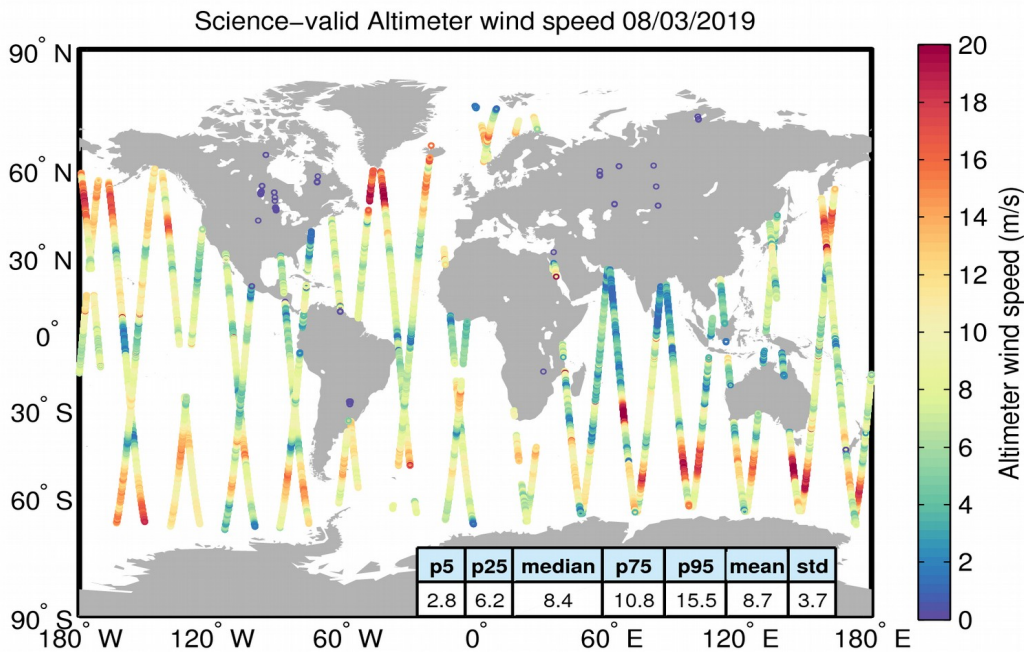 Science−valid Altimeter wind speed 08/03/2019
90° N
60° N
30° N
0°
30° S
60° S
90° S
180° W
120° W
60° W
0°
60° E
120° E
180° E
p5 p25 median p75 p95 mean std
2.8 6.2 8.4 10.8 15.5 8.7 3.7
20
18
16
14
12
10
8
6
4
2
0
Altimeter wind speed (m/s)